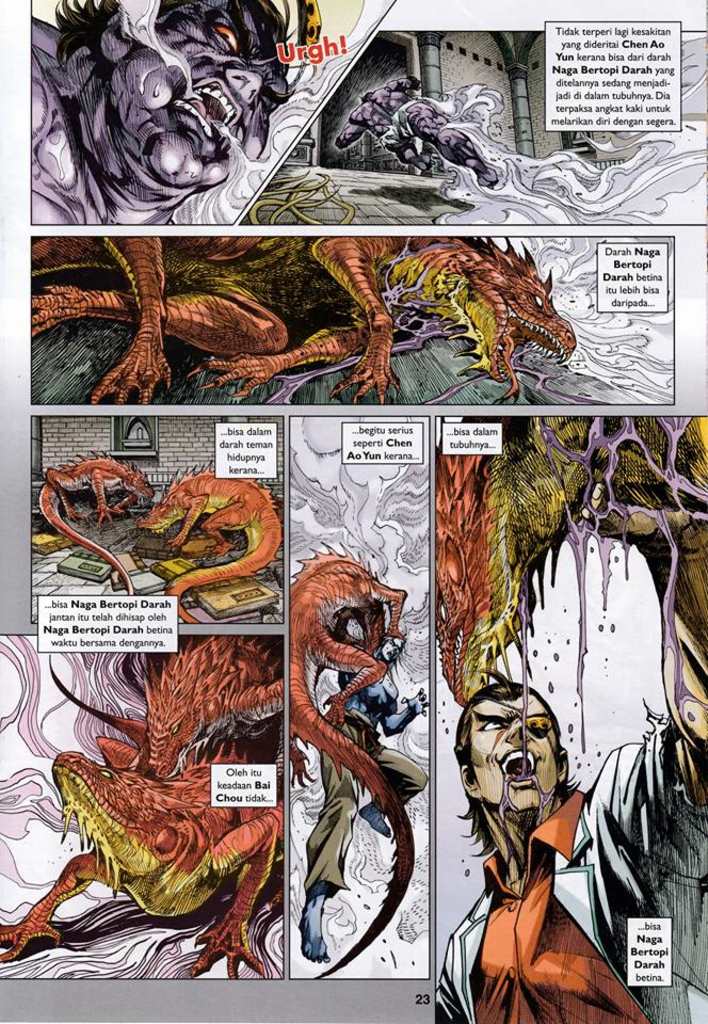 Urgh!
Tidak terperi lagi kesakitan
yang dideritai Chen Ao
Yun kerana bisa dari darah
Naga Bertopi Darah yang
ditelannya sedang menjadi-
jadi di dalam tubuhnya. Dia
terpaksa angkat kaki untuk
melarikan diri dengan segera.
Darah Naga
Bertopi
Darah betina
itu lebih bisa
daripada...
...bisa dalam
darah teman
hidupnya
kerana...
...bisa Naga Bertopi Darah
jantan itu telah dihisap oleh
Naga Bertopi Darah betina
waktu bersama dengannya.
Oleh itu
keadaan Bai
Chou tidak...
...begitu serius
seperti Chen
Ao Yun kerana...
...bisa dalam
tubuhnya...
...bisa
Naga
Bertopi
Darah
betina.
23